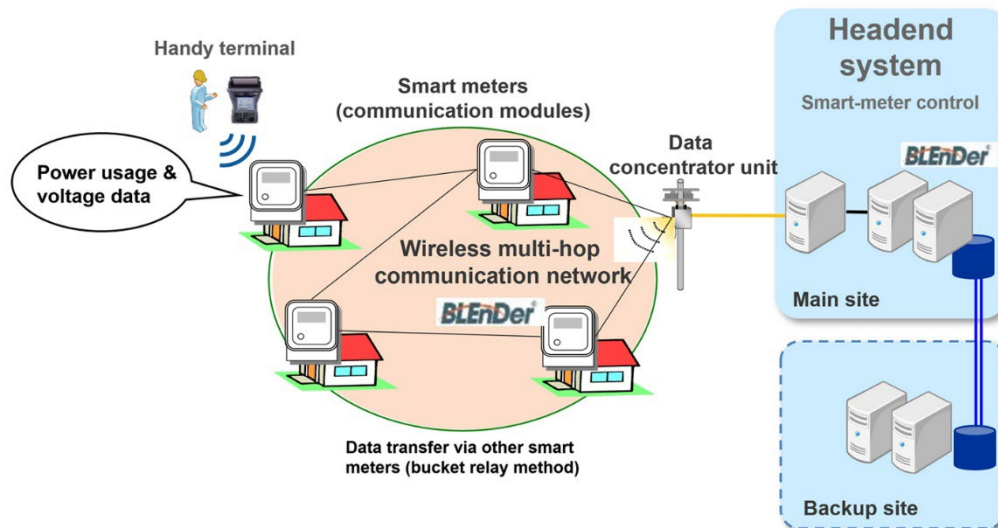 Handy terminal
Power usage &
voltage data
Smart meters
(communication modules)
Data
concentrator unit
Wireless multi-hop
communication network
BLEnDer®
Data transfer via other smart
meters (bucket relay method)
Headend
system
Smart-meter control
BLEnDer®
Main site
Backup site